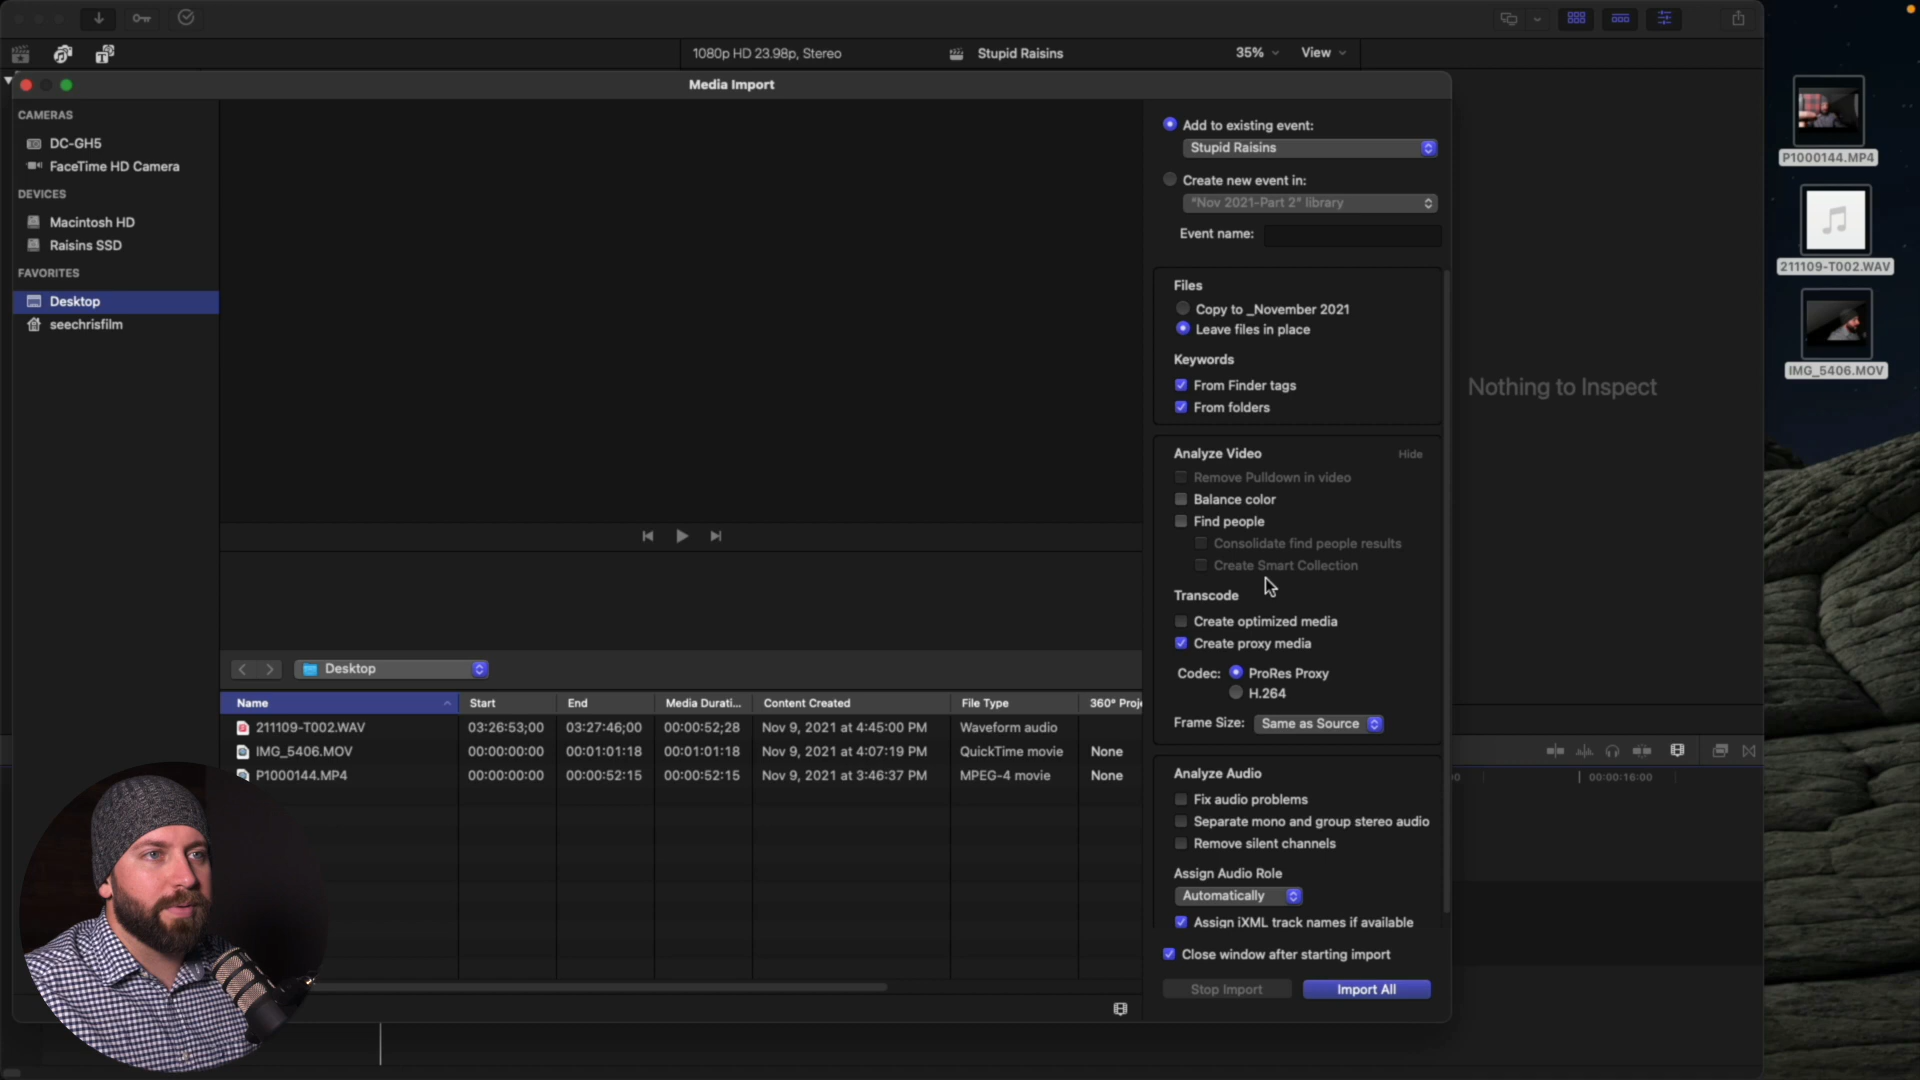 1080p HD 23.98p, Stereo
Stupid Raisins
35%
View
Media Import
CAMERAS
DC-GH5
FaceTime HD Camera
DEVICES
Macintosh HD
Raisins SSD
FAVORITES
Desktop
seechrisfilm
Add to existing event:
Stupid Raisins
Create new event in:
*Nov 2021-Part 2* library
Event name:
Files
Copy to _November 2021
Leave files in place
Keywords
From Finder tags
From folders
Analyze Video
Hide
Remove Pulldown in video
Balance color
Find people
Consolidate find people results
Create Smart Collection
Transcode
Create optimized media
Create proxy media
Codec:
ProRes Proxy
H.264
Frame Size:
Same as Source
Analyze Audio
Fix audio problems
Separate mono and group stereo audio
Remove silent channels
Assign Audio Role
Automatically
Assign iXML track names if available
Close window after starting import
Stop Import
Import All
Desktop
Name Start End Media Durati... Content Created File Type 360° Proje
211109-T002.WAV 03:26:53;00 03:27:46;00 00:00:52;28 Nov 9, 2021 at 4:45:00 PM Waveform audio
IMG_5406.MOV 00:00:00:00 00:01:01:18 00:01:01:18 Nov 9, 2021 at 4:07:19 PM QuickTime movie None
P1000144.MP4 00:00:00:00 00:00:52:15 00:00:52:15 Nov 9, 2021 at 3:46:37 PM MPEG-4 movie None
Nothing to Inspect
00:00:16:00
P1000144.MP4
211109-T002.WAV
IMG_5406.MOV